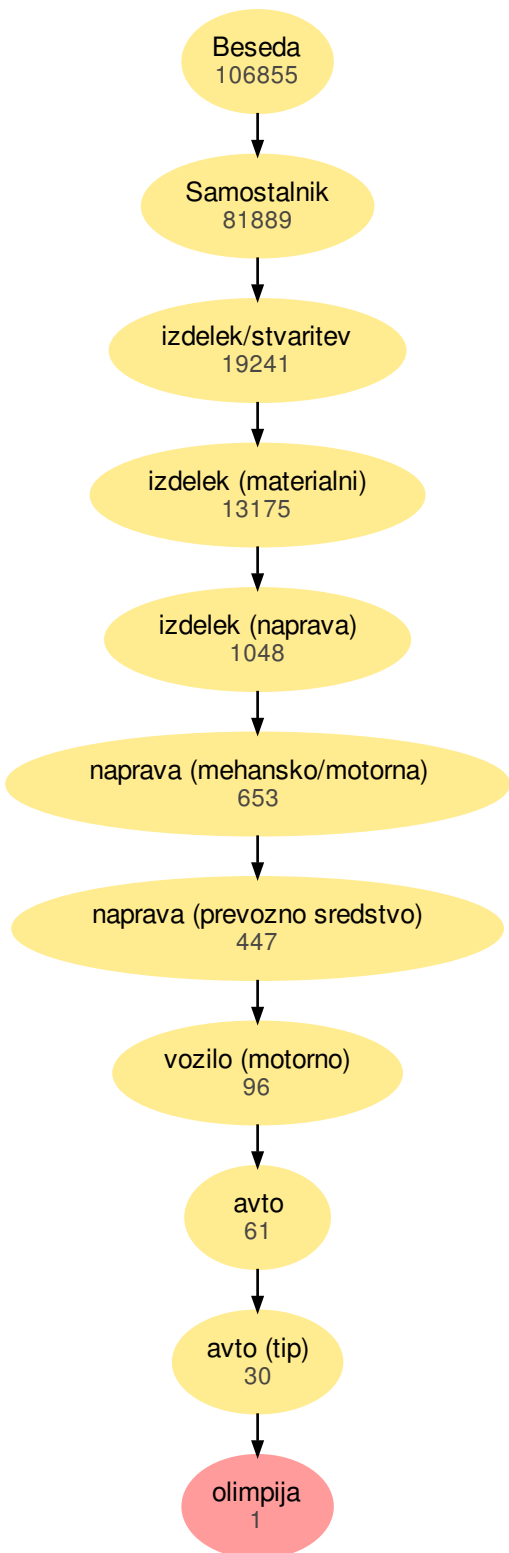 Beseda
106855
Samostalnik
81889
izdelek/stvaritev
19241
izdelek (materialni)
13175
izdelek (naprava)
1048
naprava (mehansko/motorna)
653
naprava (prevozno sredstvo)
447
vozilo (motorno)
96
avto
61
avto (tip)
30
olimpija
1